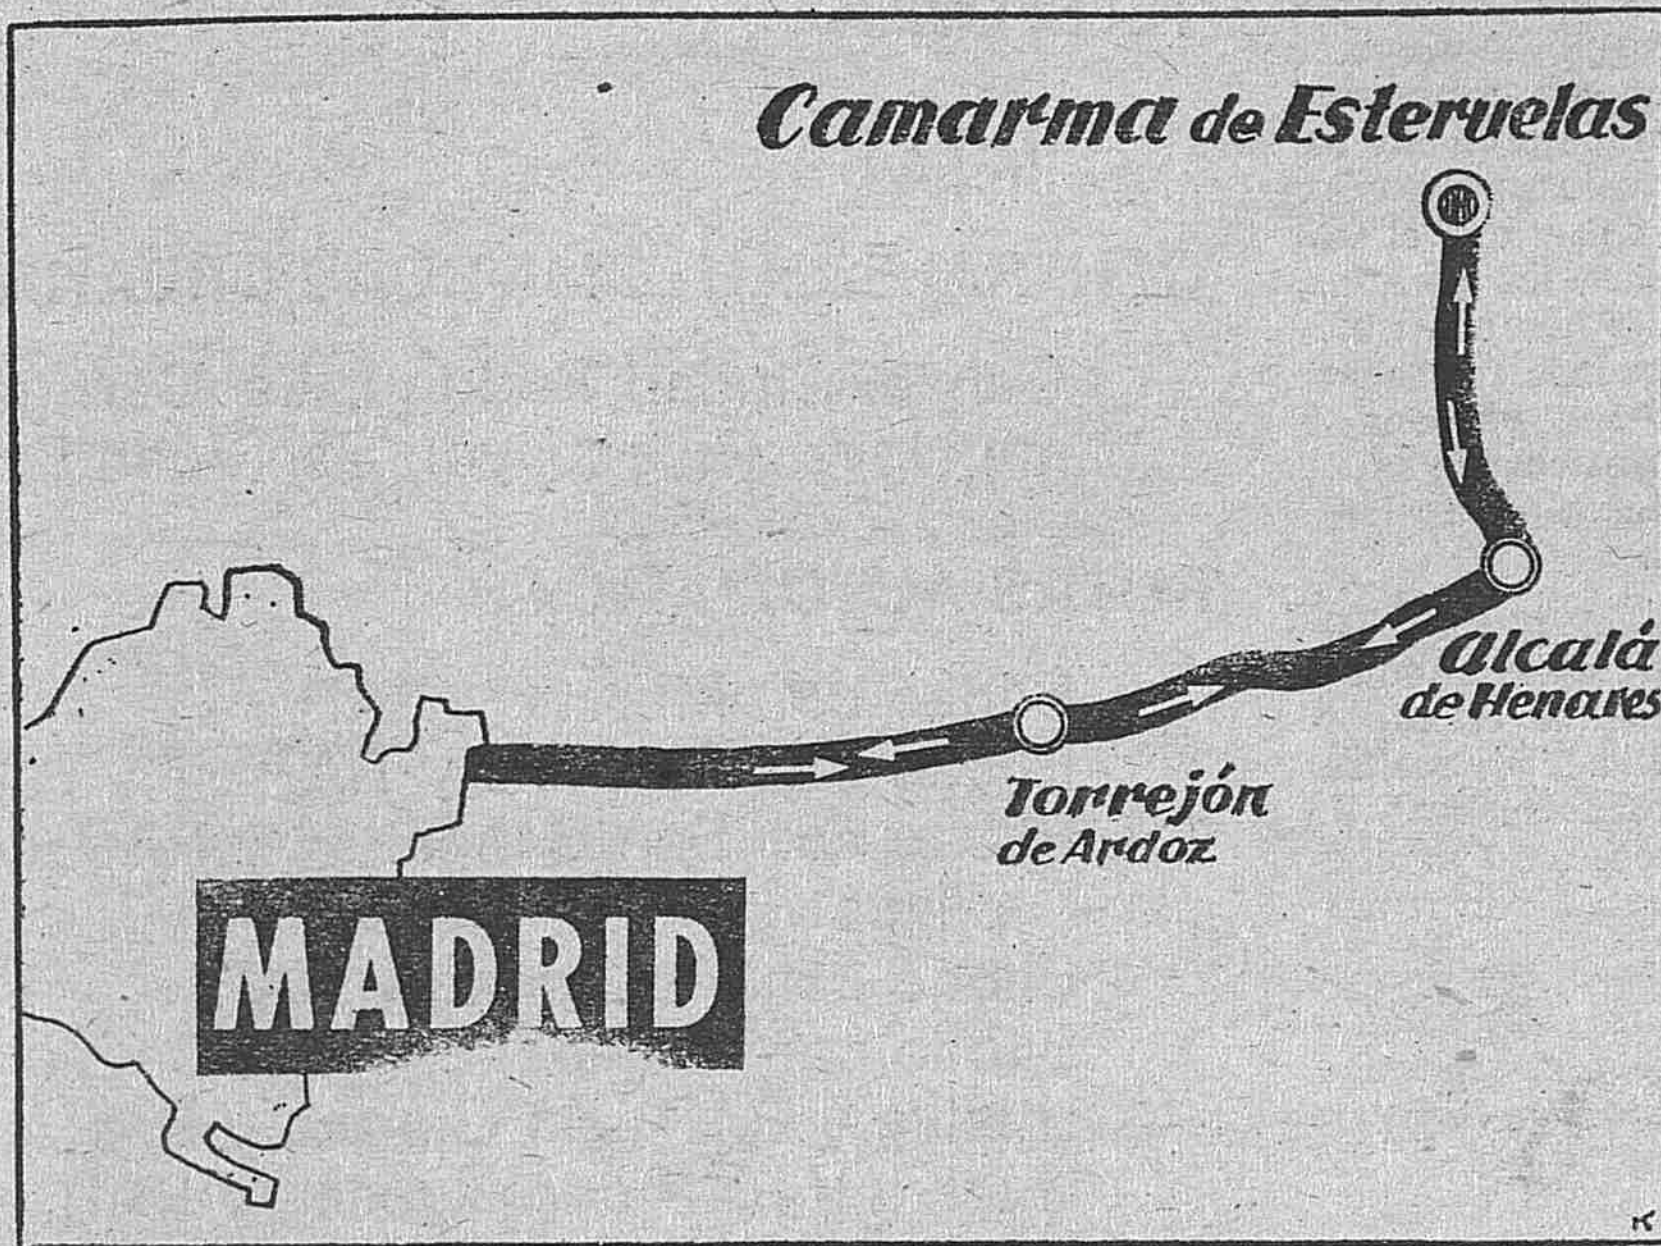 Camarma de Esteruelas
Alcalá
de Henares
Torrejón
de Ardoz
MADRID
K